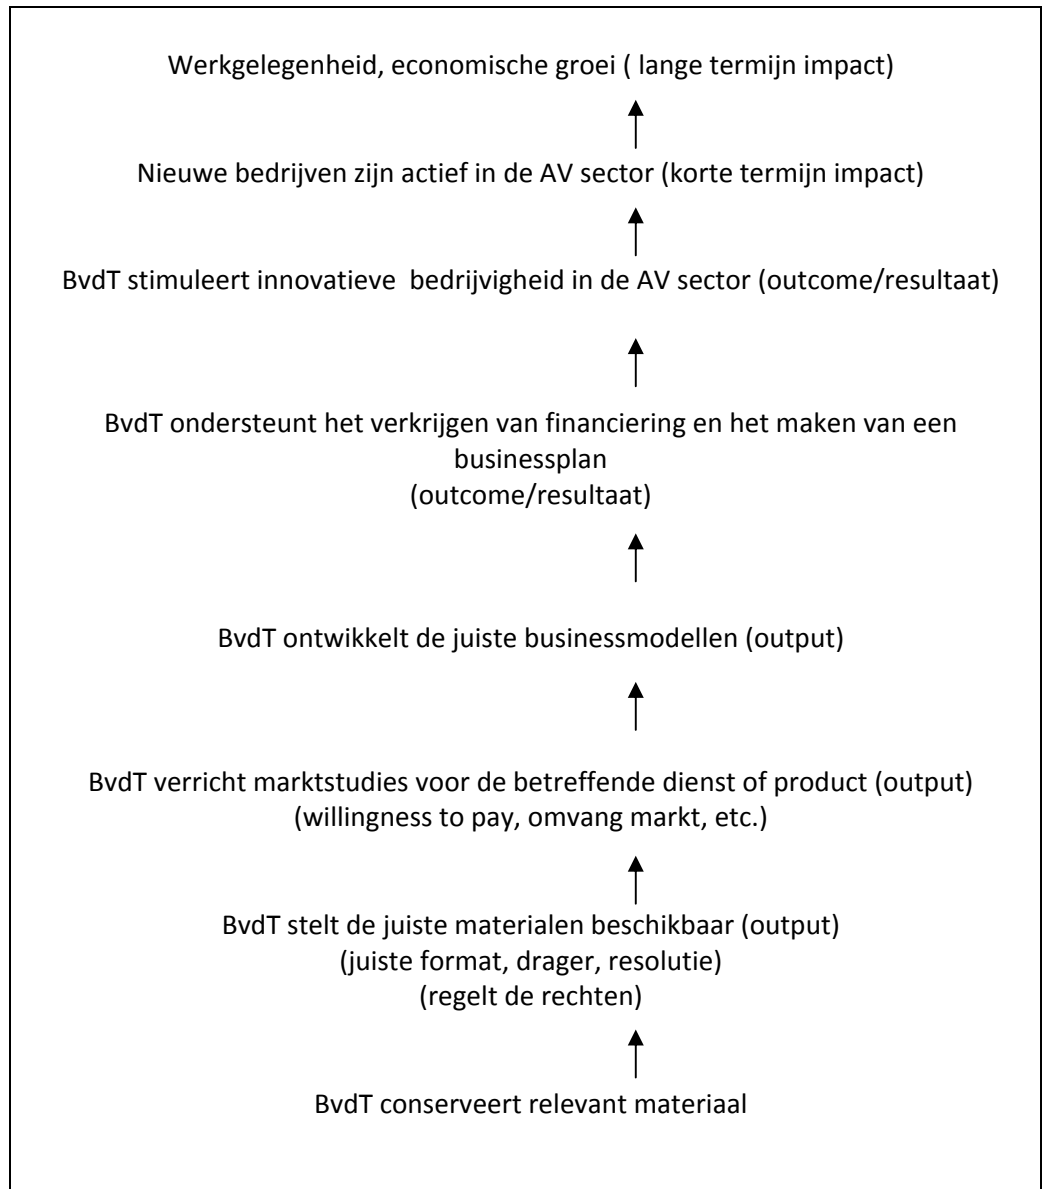 Werkgelegenheid, economische groei ( lange termijn impact)
Nieuwe bedrijven zijn actief in de AV sector (korte termijn impact)
BvdT stimuleert innovatieve  bedrijvigheid in de AV sector (outcome/resultaat)
BvdT ondersteunt het verkrijgen van financiering en het maken van een
businessplan
(outcome/resultaat)
BvdT ontwikkelt de juiste businessmodellen (output)
BvdT verricht marktstudies voor de betreffende dienst of product (output)
(willingness to pay, omvang markt, etc.)
BvdT stelt de juiste materialen beschikbaar (output)
(juiste format, drager, resolutie)
(regelt de rechten)
BvdT conserveert relevant materiaal